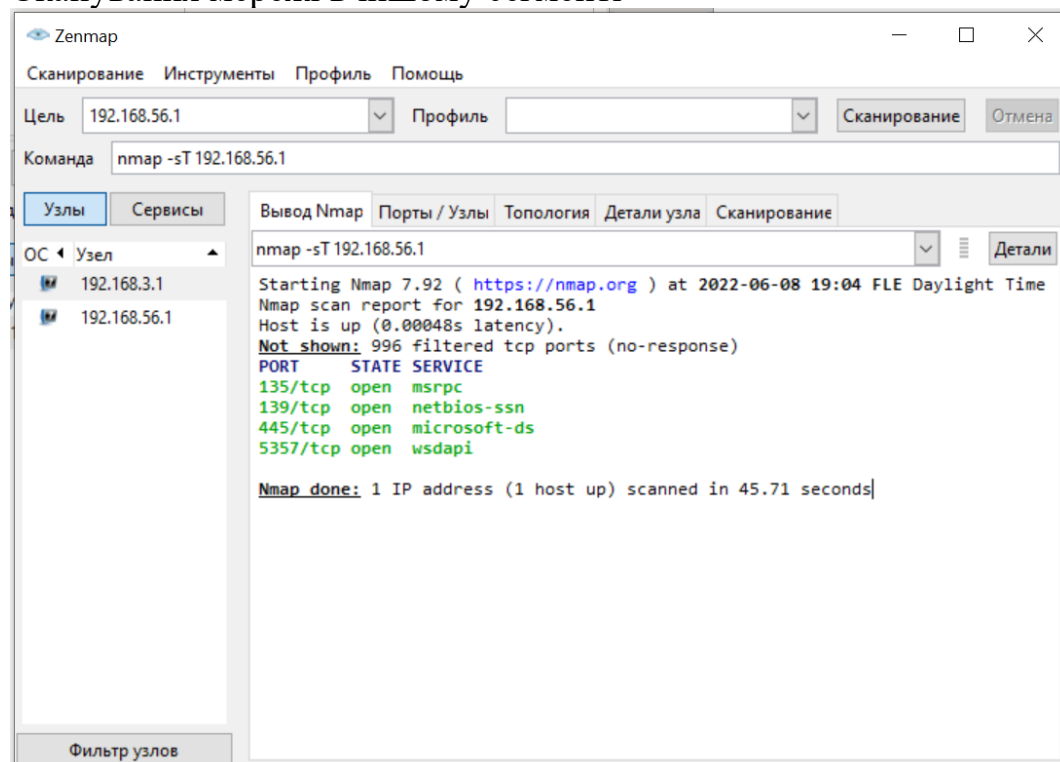 Zenmap
Сканирование Инструменты Профиль Помощь
Цель 192.168.56.1 Профиль Сканирование Отмена
Команда nmap -sT 192.168.56.1
Узлы Сервисы Вывод Nmap Порты / Узлы Топология Детали узла Сканирование
ОС Узел nmap -sT 192.168.56.1 Детали
192.168.3.1
192.168.56.1
Starting Nmap 7.92 ( https://nmap.org ) at 2022-06-08 19:04 FLE Daylight Time
Nmap scan report for 192.168.56.1
Host is up (0.00048s latency).
Not shown: 996 filtered tcp ports (no-response)
PORT STATE SERVICE
135/tcp open msrpc
139/tcp open netbios-ssn
445/tcp open microsoft-ds
5357/tcp open wsdapi
Nmap done: 1 IP address (1 host up) scanned in 45.71 seconds
Фильтр узлов